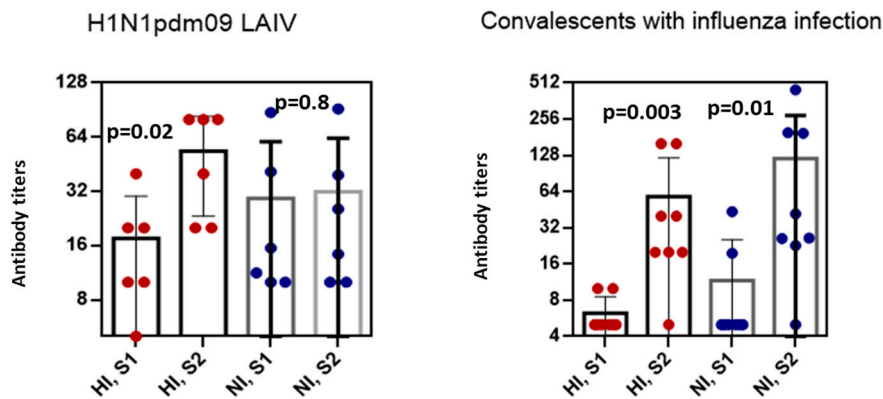 H1N1pdm09 LAIV
Antibody titers
128
64
32
16
8
p=0.02
p=0.8
HI, S1
HI, S2
NI, S1
NI, S2
Convalescents with influenza infection
Antibody titers
512
256
128
64
32
16
8
4
p=0.003
p=0.01
HI, S1
HI, S2
NI, S1
NI, S2